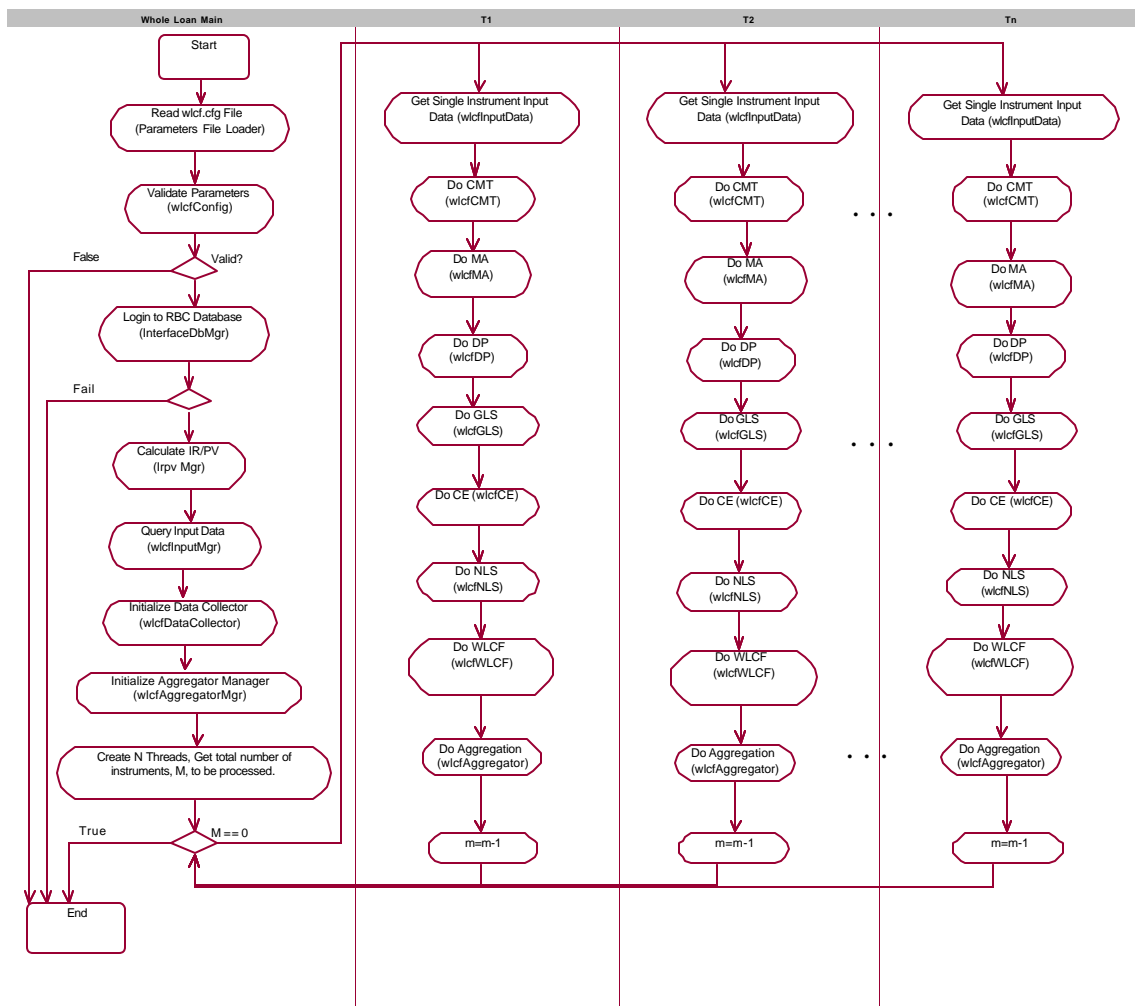 Whole Loan Main
T1
T2
Tn
Start
Read wlcf.cfg File
(Parameters File Loader)
Validate Parameters
(wlcfConfig)
False
Valid?
Login to RBC Database
(InterfaceDbMgr)
Fail
Calculate IR/PV
(Irpv Mgr)
Query Input Data
(wlcfInputMgr)
Initialize Data Collector
(wlcfDataCollector)
Initialize Aggregator Manager
(wlcfAggregatorMgr)
Create N Threads, Get total number of
instruments, M, to be processed.
True
M == 0
End
Get Single Instrument Input
Data (wlcfInputData)
Do CMT
(wlcfCMT)
Do MA
(wlcfMA)
Do DP
(wlcfDP)
Do GLS
(wlcfGLS)
Do CE (wlcfCE)
Do NLS
(wlcfNLS)
Do WLCF
(wlcfWLCF)
Do Aggregation
(wlcfAggregator)
m=m-1
Get Single Instrument Input
Data (wlcfInputData)
Do CMT
(wlcfCMT)
Do MA
(wlcfMA)
Do DP
(wlcfDP)
Do GLS
(wlcfGLS)
Do CE (wlcfCE)
Do NLS
(wlcfNLS)
Do WLCF
(wlcfWLCF)
Do Aggregation
(wlcfAggregator)
m=m-1
. . .
. . .
. . .
Get Single Instrument Input
Data (wlcfInputData)
Do CMT
(wlcfCMT)
Do MA
(wlcfMA)
Do DP
(wlcfDP)
Do GLS
(wlcfGLS)
Do CE (wlcfCE)
Do NLS
(wlcfNLS)
Do WLCF
(wlcfWLCF)
Do Aggregation
(wlcfAggregator)
m=m-1